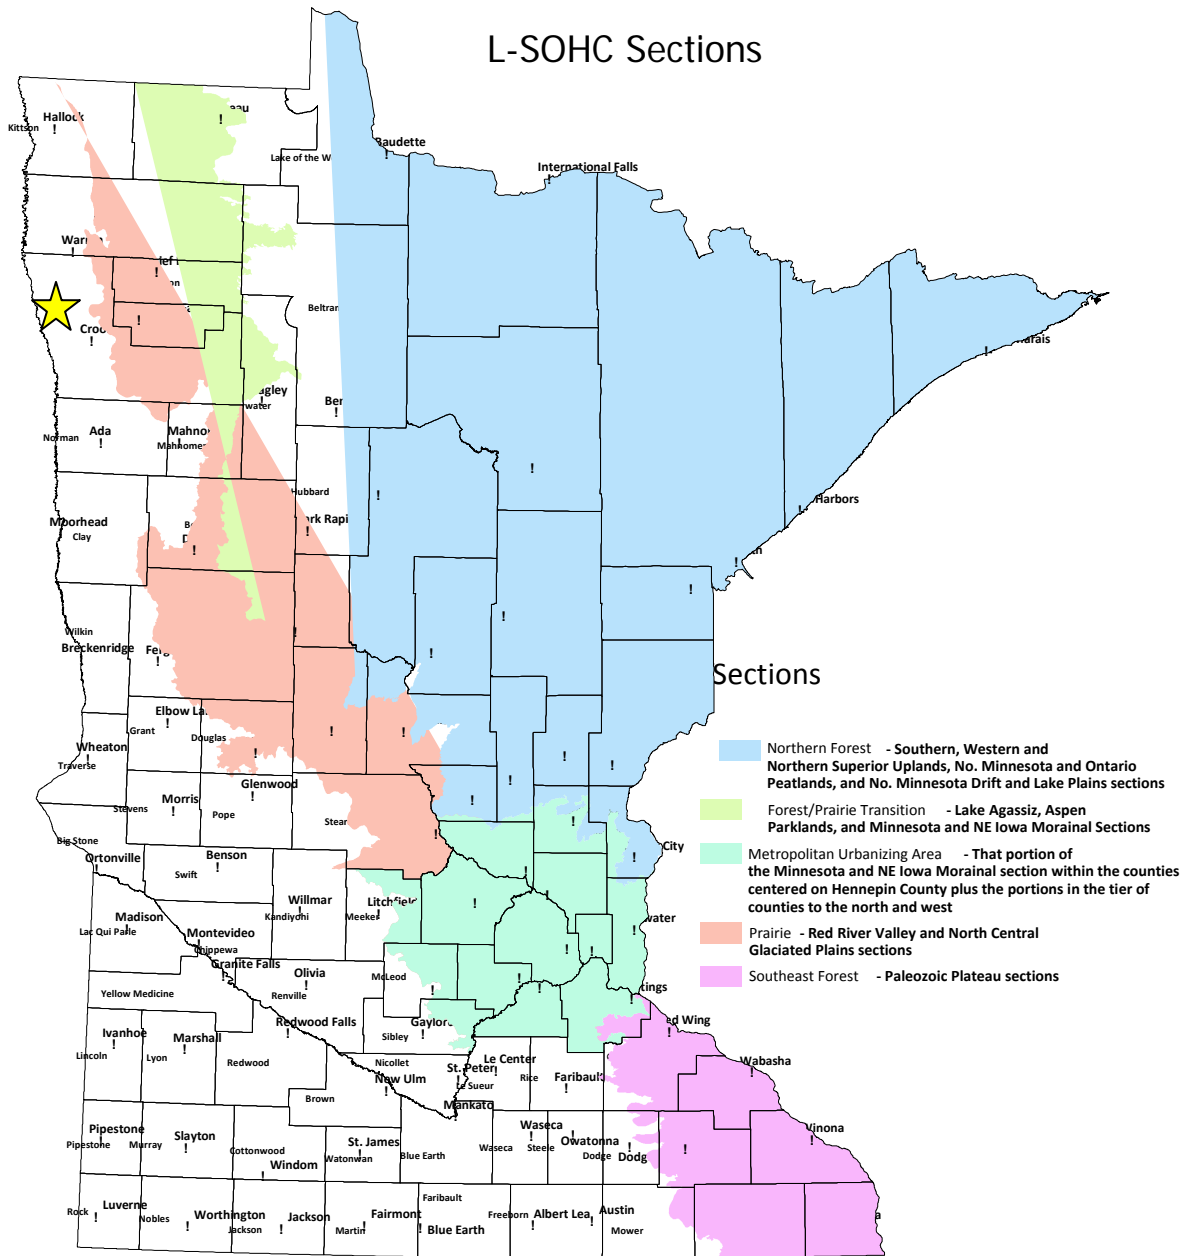 L-SOHC Sections
Hallock
Kittson
Baudette
International Falls
Lake of the W
Beltram
Ada
Norman
Mahno
Mahnomen
water
Hubbard
ark Rapi
Harbors
Moorhead
Clay
Wilkin
Breckenridge
Elbow La
Grant
Douglas
Wheaton
Traverse
Glenwood
Morris
Stevens
Pope
Stear
Big Stone
Ortonville
Benson
Swift
Willmar
Kandiyohi
Litchfield
Meeker
City
Madison
Lac Qui Parle
Montevideo
Chippewa
Granite Falls
Olivia
Renville
McLeod
Yellow Medicine
Redwood Falls
Gaylord
Sibley
Ivanhoe
Lincoln
Marshall
Lyon
Redwood
Nicollet
New Ulm
St. Peter
Le Sueur
Le Center
Rice
Faribault
ed Wing
Wabasha
Brown
Mankato
Pipestone
Pipestone
Murray
Slayton
Cottonwood
Windom
St. James
Watonwan
Blue Earth
Waseca
Waseca
Steele
Owatonna
Dodge
Dodg
Vinona
Luverne
Rock
Nobles
Worthington
Jackson
Jackson
Martin
Fairmont
Faribault
Blue Earth
Freeborn
Albert Lea
Austin
Mower
Sections
Northern Forest - Southern, Western and
Northern Superior Uplands, No. Minnesota and Ontario
Peatlands, and No. Minnesota Drift and Lake Plains sections
Forest/Prairie Transition - Lake Agassiz, Aspen
Parklands, and Minnesota and NE Iowa Morainal Sections
Metropolitan Urbanizing Area - That portion of
the Minnesota and NE Iowa Morainal section within the counties
centered on Hennepin County plus the portions in the tier of
counties to the north and west
Prairie - Red River Valley and North Central
Glaciated Plains sections
Southeast Forest - Paleozoic Plateau sections